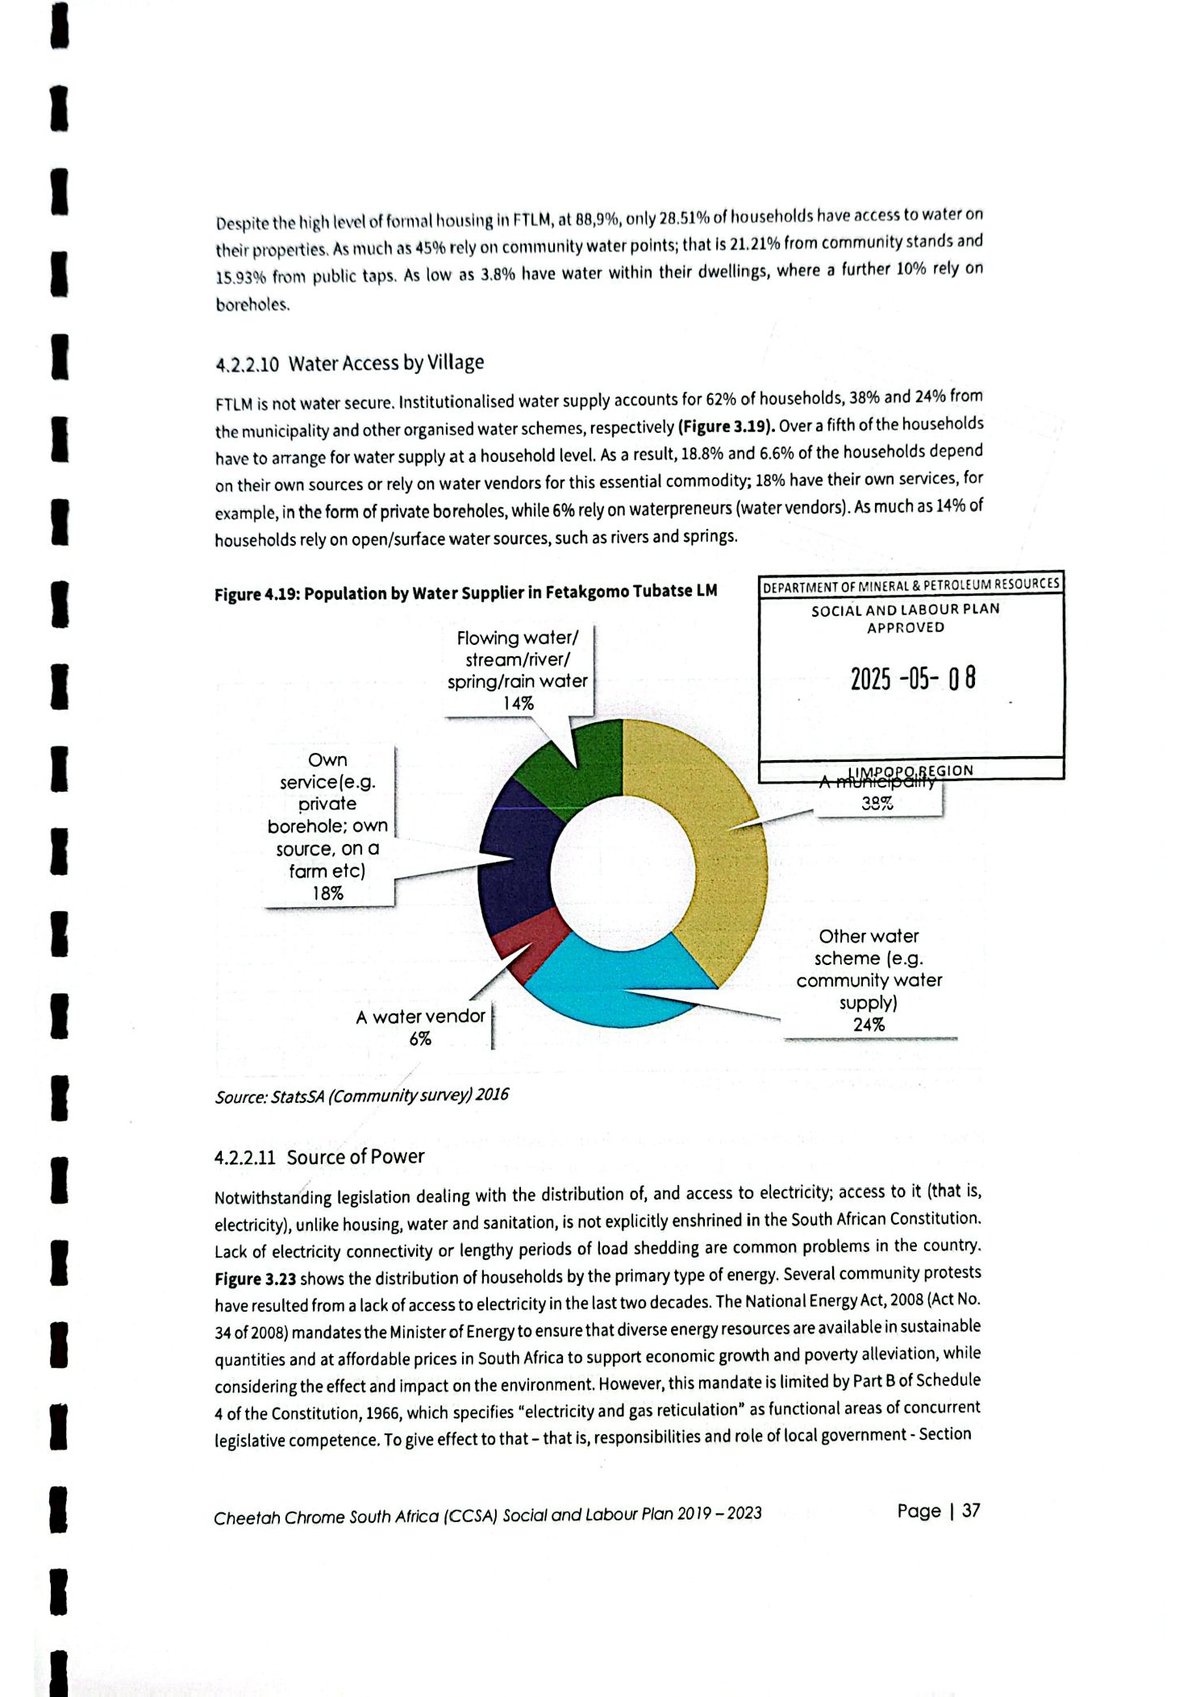 Despite the high level of formal housing in FTLM, at 88,9%, only 28.51% of households have access to water on
their properties. As much as 45% rely on community water points; that is 21.21% from community stands and
15.93% from public taps. As low as 3.8% have water within their dwellings, where a further 10% rely on
boreholes.
4.2.2.10 Water Access by Village
FTLM is not water secure. Institutionalised water supply accounts for 62% of households, 38% and 24% from
the municipality and other organised water schemes, respectively (Figure 3.19). Over a fifth of the households
have to arrange for water supply at a household level. As a result, 18.8% and 6.6% of the households depend
on their own sources or rely on water vendors for this essential commodity; 18% have their own services, for
example, in the form of private boreholes, while 6% rely on waterpreneurs (water vendors). As much as 14% of
households rely on open/surface water sources, such as rivers and springs.
Figure 4.19: Population by Water Supplier in Fetakgomo Tubatse LM
DEPARTMENT OF MINERAL & PETROLEUM RESOURCES
SOCIAL AND LABOUR PLAN
APPROVED
2025 -05- 08
LIMPOPO REGION
Flowing water/
stream/river/
spring/rain water
14%
A municipality
38%
Own
service(e.g.
private
borehole; own
source, on a
farm etc)
18%
Other water
scheme (e.g.
community water
supply)
24%
A water vendor
6%
Source: StatsSA (Community survey) 2016
4.2.2.11 Source of Power
Notwithstanding legislation dealing with the distribution of, and access to electricity; access to it (that is,
electricity), unlike housing, water and sanitation, is not explicitly enshrined in the South African Constitution.
Lack of electricity connectivity or lengthy periods of load shedding are common problems in the country.
Figure 3.23 shows the distribution of households by the primary type of energy. Several community protests
have resulted from a lack of access to electricity in the last two decades. The National Energy Act, 2008 (Act No.
34 of 2008) mandates the Minister of Energy to ensure that diverse energy resources are available in sustainable
quantities and at affordable prices in South Africa to support economic growth and poverty alleviation, while
considering the effect and impact on the environment. However, this mandate is limited by Part B of Schedule
4 of the Constitution, 1966, which specifies “electricity and gas reticulation” as functional areas of concurrent
legislative competence. To give effect to that – that is, responsibilities and role of local government - Section
Cheetah Chrome South Africa (CCSA) Social and Labour Plan 2019 – 2023
Page | 37